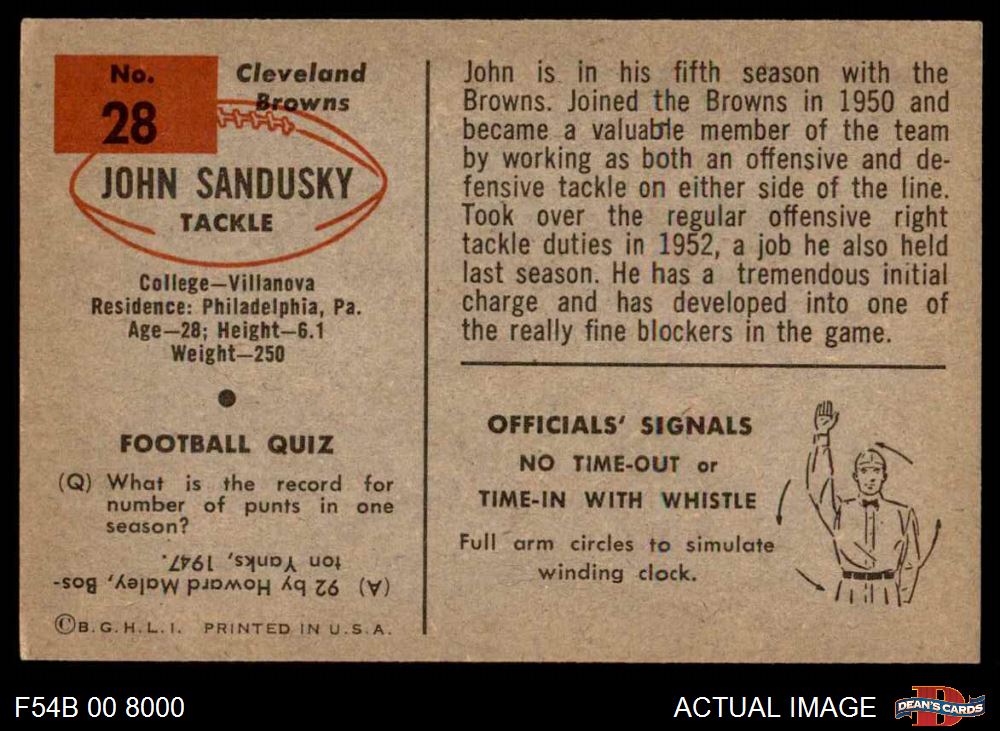 No.
28
Cleveland
Browns
JOHN SANDUSKY
TACKLE
College—Villanova
Residence: Philadelphia, Pa.
Age—28; Height—6.1
Weight—250
FOOTBALL QUIZ
(Q) What is the record for
number of punts in one
season?
(A) 92 by Howard Maley, Bos-
ton Yanks, 1947.
©B.G.H.L.I. PRINTED IN U.S.A.
John is in his fifth season with the
Browns. Joined the Browns in 1950 and
became a valuable member of the team
by working as both an offensive and de-
fensive tackle on either side of the line.
Took over the regular offensive right
tackle duties in 1952, a job he also held
last season. He has a tremendous initial
charge and has developed into one of
the really fine blockers in the game.
OFFICIALS' SIGNALS
NO TIME-OUT or
TIME-IN WITH WHISTLE
Full arm circles to simulate
winding clock.
F54B 00 8000
ACTUAL IMAGE
D
DEAN'S CARDS